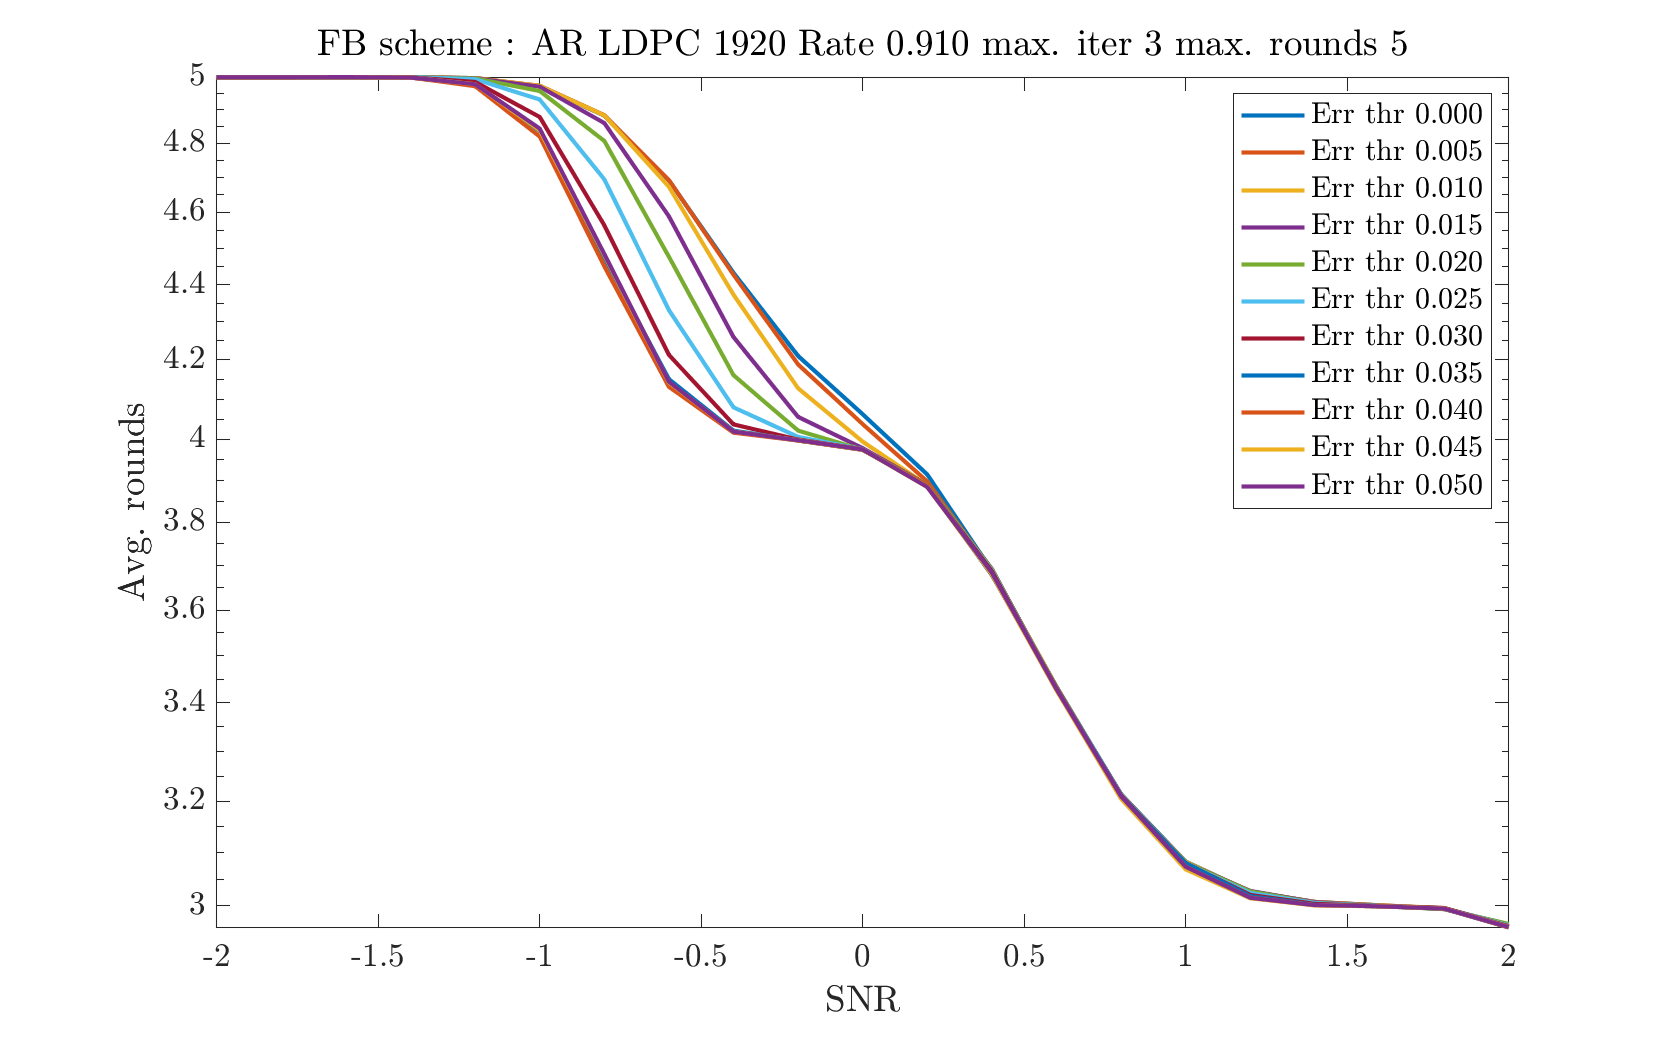 FB scheme : AR LDPC 1920 Rate 0.910 max. iter 3 max. rounds 5
5
4.8
4.6
4.4
4.2
4
3.8
3.6
3.4
3.2
3
Avg. rounds
Err thr 0.000
Err thr 0.005
Err thr 0.010
Err thr 0.015
Err thr 0.020
Err thr 0.025
Err thr 0.030
Err thr 0.035
Err thr 0.040
Err thr 0.045
Err thr 0.050
-2 -1.5 -1 -0.5 0 0.5 1 1.5 2
SNR